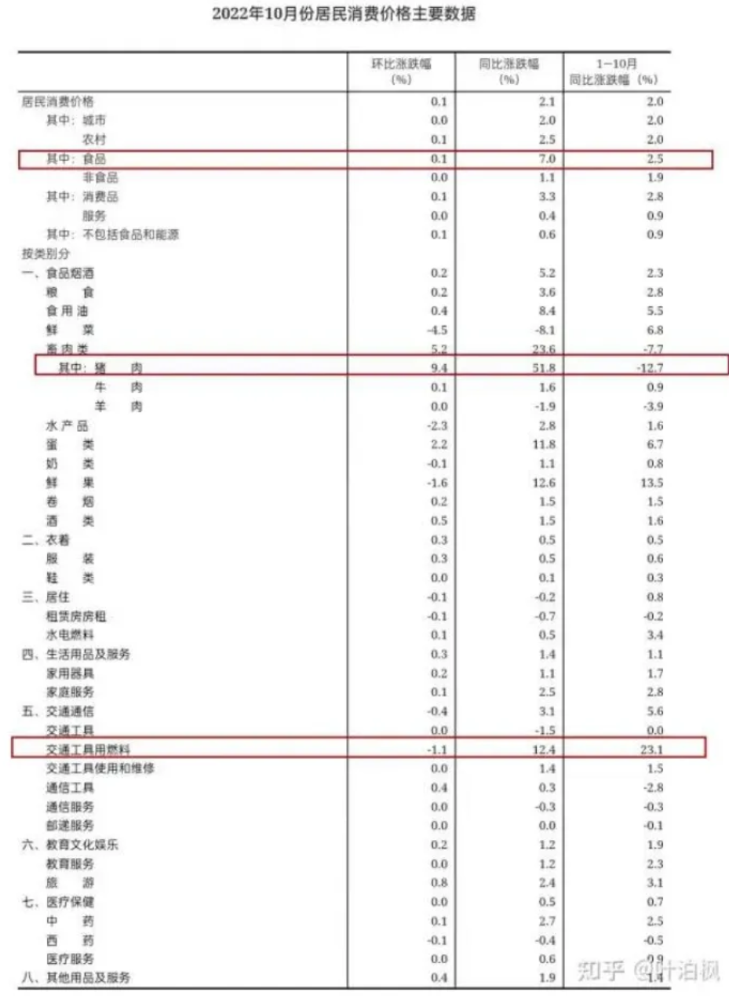 2022年10月份居民消费价格主要数据
环比涨跌幅（%） 同比涨跌幅（%） 1—10月同比涨跌幅（%）
居民消费价格 0.1 2.1 2.0
其中：城市 0.0 2.0 2.0
农村 0.1 2.5 2.0
其中：食品 0.1 7.0 2.5
非食品 0.0 1.1 1.9
其中：消费品 0.1 3.3 2.8
服务 0.0 0.4 0.9
其中：不包括食品和能源 0.1 0.6 0.9
按类别分
一、食品烟酒 0.2 5.2 2.3
粮 食 0.2 3.6 2.8
食用油 0.4 8.4 5.5
鲜 菜 -4.5 -8.1 6.8
畜肉类 5.2 23.6 -7.7
其中：猪 肉 9.4 51.8 -12.7
牛 肉 0.1 1.6 0.9
羊 肉 0.0 -1.9 -3.9
水产品 -2.3 2.8 1.6
蛋 类 2.2 11.8 6.7
奶 类 -0.1 1.1 0.8
鲜 果 -1.6 12.6 13.5
卷 烟 0.2 1.5 1.5
酒 类 0.5 1.5 1.6
二、衣着 0.3 0.5 0.5
服 装 0.3 0.5 0.6
鞋 类 0.0 0.1 0.3
三、居住 -0.1 -0.2 0.8
租赁房房租 -0.1 -0.7 -0.2
水电燃料 0.1 0.5 3.4
四、生活用品及服务 0.3 1.4 1.1
家用器具 0.2 1.1 1.7
家庭服务 0.1 2.5 2.8
五、交通通信 -0.4 3.1 5.6
交通工具 0.0 -1.5 0.0
交通工具用燃料 -1.1 12.4 23.1
交通工具使用和维修 0.0 1.4 1.5
通信工具 0.4 0.3 -2.8
通信服务 0.0 -0.3 -0.3
邮递服务 0.0 0.0 -0.1
六、教育文化娱乐 0.2 1.2 1.9
教育服务 0.0 1.2 2.3
旅 游 0.8 2.4 3.1
七、医疗保健 0.0 0.5 0.7
中 药 0.1 2.7 2.5
西 药 -0.1 -0.4 -0.5
医疗服务 0.0 0.6 0.9
八、其他用品及服务 0.4 1.9 1.4
知乎 @叶泊枫